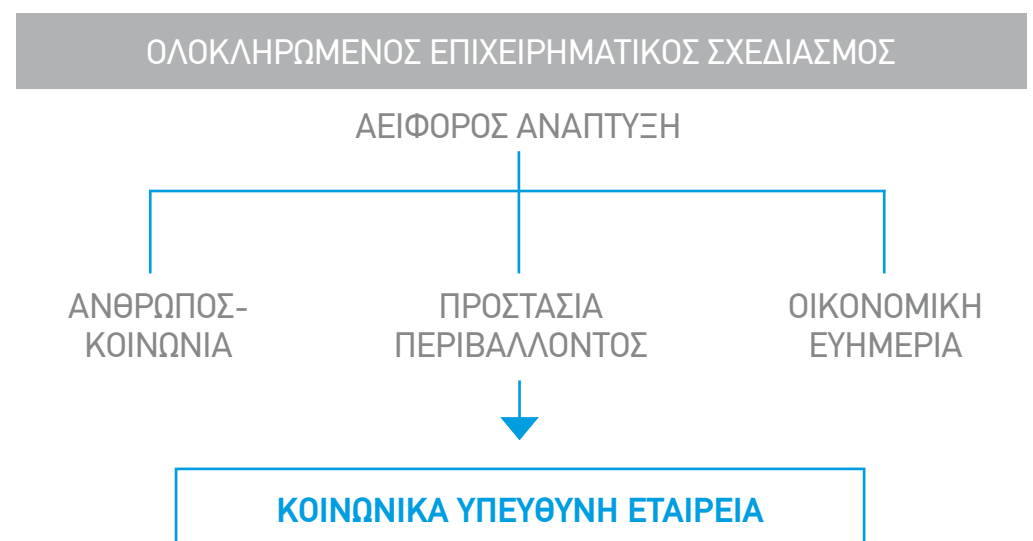 ΟΛΟΚΛΗΡΩΜΕΝΟΣ ΕΠΙΧΕΙΡΗΜΑΤΙΚΟΣ ΣΧΕΔΙΑΣΜΟΣ
ΑΕΙΦΟΡΟΣ ΑΝΑΠΤΥΞΗ
ΑΝΘΡΩΠΟΣ-
ΚΟΙΝΩΝΙΑ
ΠΡΟΣΤΑΣΙΑ
ΠΕΡΙΒΑΛΛΟΝΤΟΣ
ΟΙΚΟΝΟΜΙΚΗ
ΕΥΗΜΕΡΙΑ
ΚΟΙΝΩΝΙΚΑ ΥΠΕΥΘΥΝΗ ΕΤΑΙΡΕΙΑ